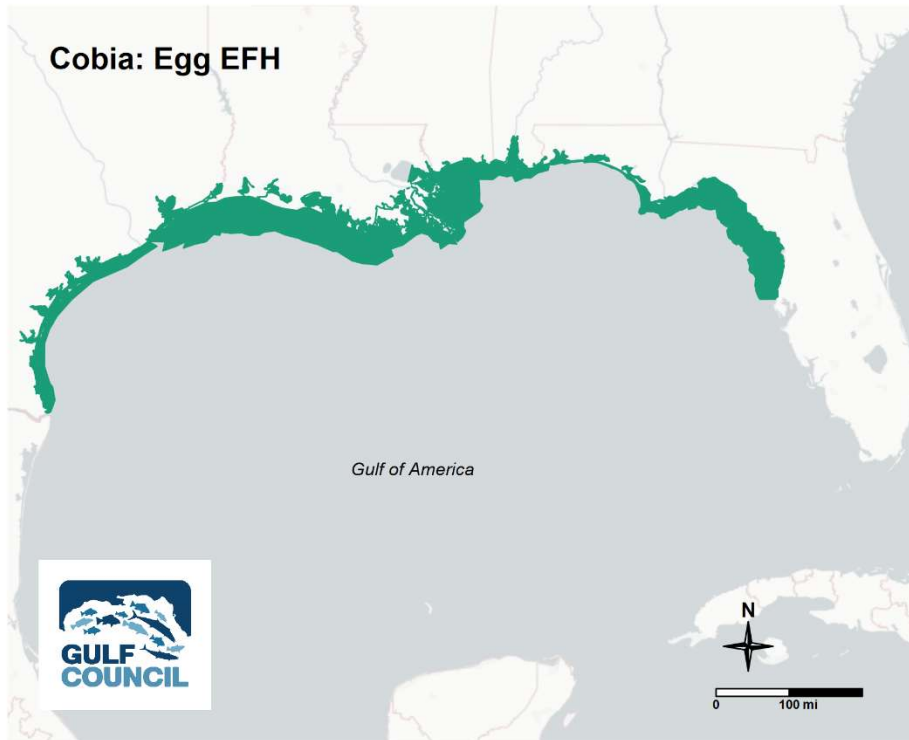 Cobia: Egg EFH
Gulf of America
GULF
COUNCIL
N
0 100 mi